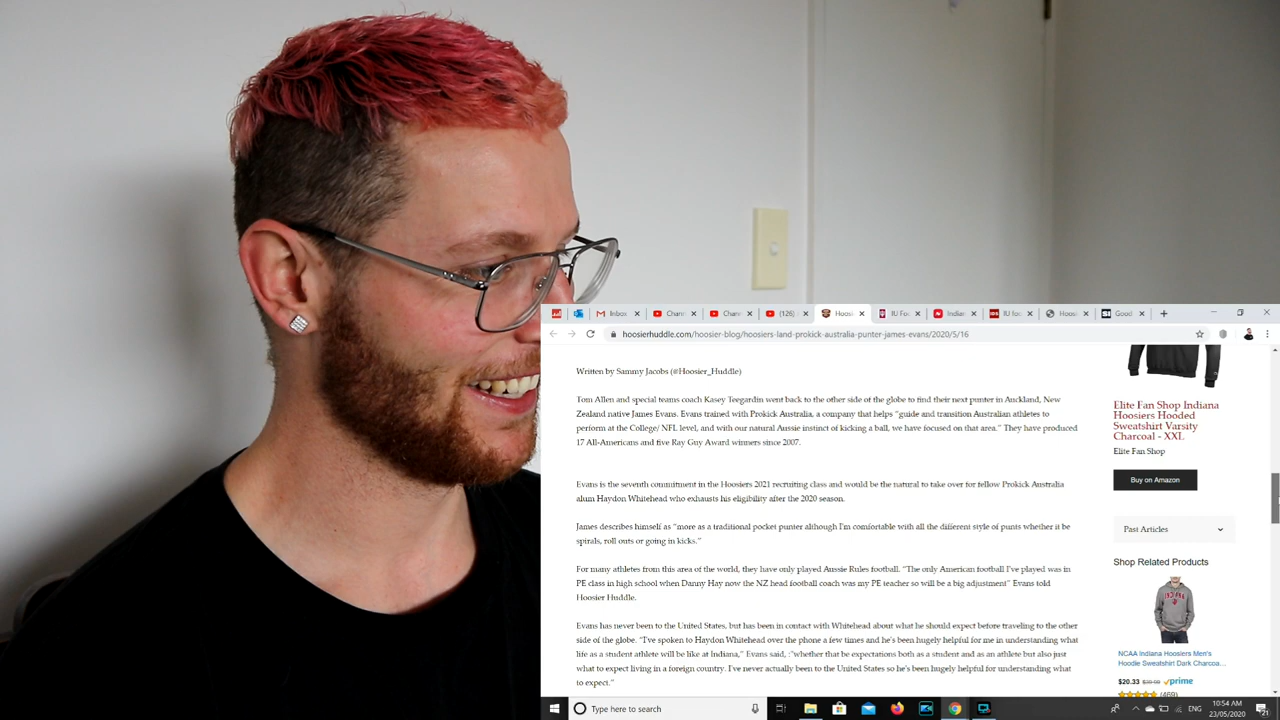 Inbox
Chann
Chann
(126)
Hoosi
IU Foo
Indian
IU foo
Hoosi
Good
hoosierhuddle.com/hoosier-blog/hoosiers-land-prokick-australia-punter-james-evans/2020/5/16
Written by Sammy Jacobs (@Hoosier_Huddle)
Tom Allen and special teams coach Kasey Teegardin went back to the other side of the globe to find their next punter in Auckland, New
Zealand native James Evans. Evans trained with Prokick Australia, a company that helps "guide and transition Australian athletes to
perform at the College/ NFL level, and with our natural Aussie instinct of kicking a ball, we have focused on that area." They have produced
17 All-Americans and five Ray Guy Award winners since 2007.
Evans is the seventh commitment in the Hoosiers 2021 recruiting class and would be the natural to take over for fellow Prokick Australia
alum Haydon Whitehead who exhausts his eligibility after the 2020 season.
James describes himself as "more as a traditional pocket punter although I'm comfortable with all the different style of punts whether it be
spirals, roll outs or going in kicks."
For many athletes from this area of the world, they have only played Aussie Rules football. "The only American football I've played was in
PE class in high school when Danny Hay now the NZ head football coach was my PE teacher so will be a big adjustment" Evans told
Hoosier Huddle.
Evans has never been to the United States, but has been in contact with Whitehead about what he should expect before traveling to the other
side of the globe. "I've spoken to Haydon Whitehead over the phone a few times and he's been hugely helpful for me in understanding what
life as a student athlete will be like at Indiana," Evans said, :"whether that be expectations both as a student and as an athlete but also just
what to expect living in a foreign country. I've never actually been to the United States so he's been hugely helpful for understanding what
to expect."
Elite Fan Shop Indiana
Hoosiers Hooded
Sweatshirt Varsity
Charcoal - XXL
Elite Fan Shop
Buy on Amazon
Past Articles
Shop Related Products
INDIANA
NCAA Indiana Hoosiers Men's
Hoodie Sweatshirt Dark Charcoa...
$20.33 $38.00 prime
(469)
Type here to search
ENG
10:54 AM
23/05/2020